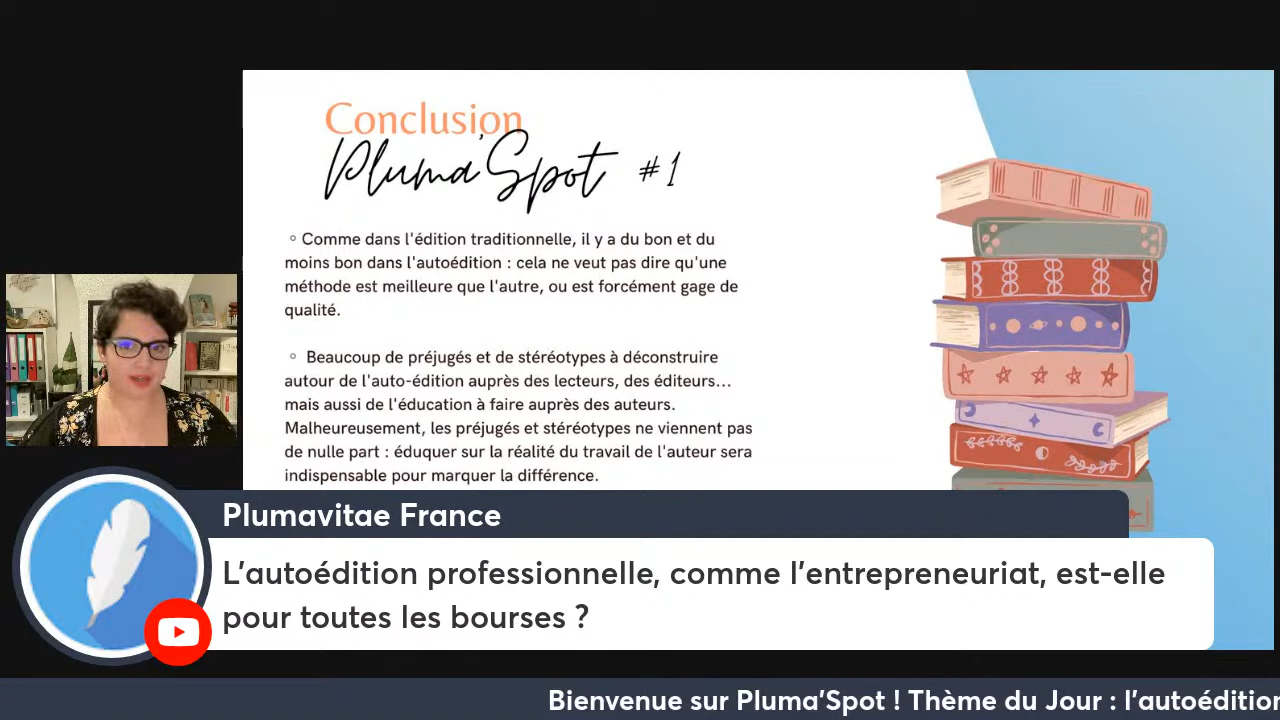 Conclusion
Pluma'Spot #1
◦ Comme dans l'édition traditionnelle, il y a du bon et du
moins bon dans l'autoédition : cela ne veut pas dire qu'une
méthode est meilleure que l'autre, ou est forcément gage de
qualité.
◦ Beaucoup de préjugés et de stéréotypes à déconstruire
autour de l'auto-édition auprès des lecteurs, des éditeurs...
mais aussi de l'éducation à faire auprès des auteurs.
Malheureusement, les préjugés et stéréotypes ne viennent pas
de nulle part : éduquer sur la réalité du travail de l'auteur sera
indispensable pour marquer la différence.
Plumavitae France
L'autoédition professionnelle, comme l'entrepreneuriat, est-elle
pour toutes les bourses ?
Bienvenue sur Pluma'Spot ! Thème du Jour : l'autoédition